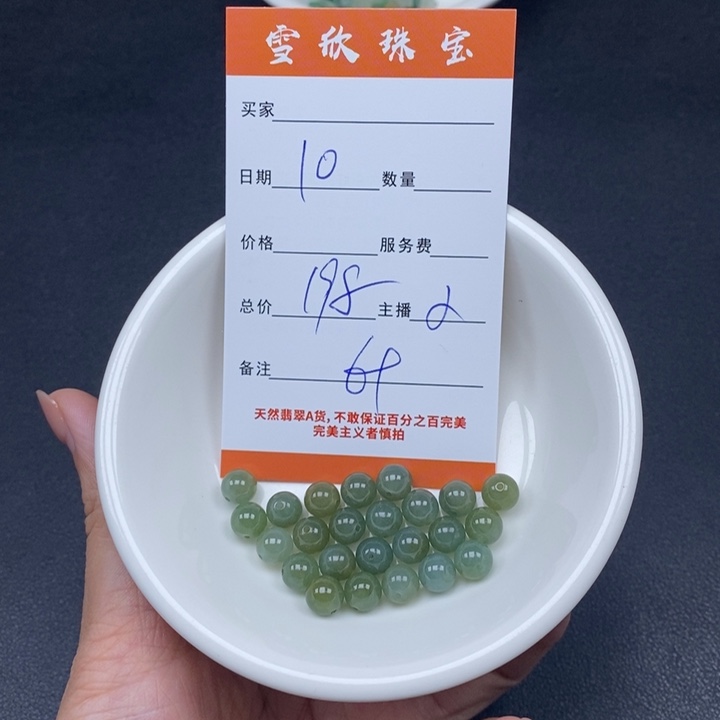 雪欣珠宝
买家
日期 10 数量
价格 服务费
总价 198 主播
备注
天然翡翠A货,不敢保证百分之百完美
完美主义者慎拍